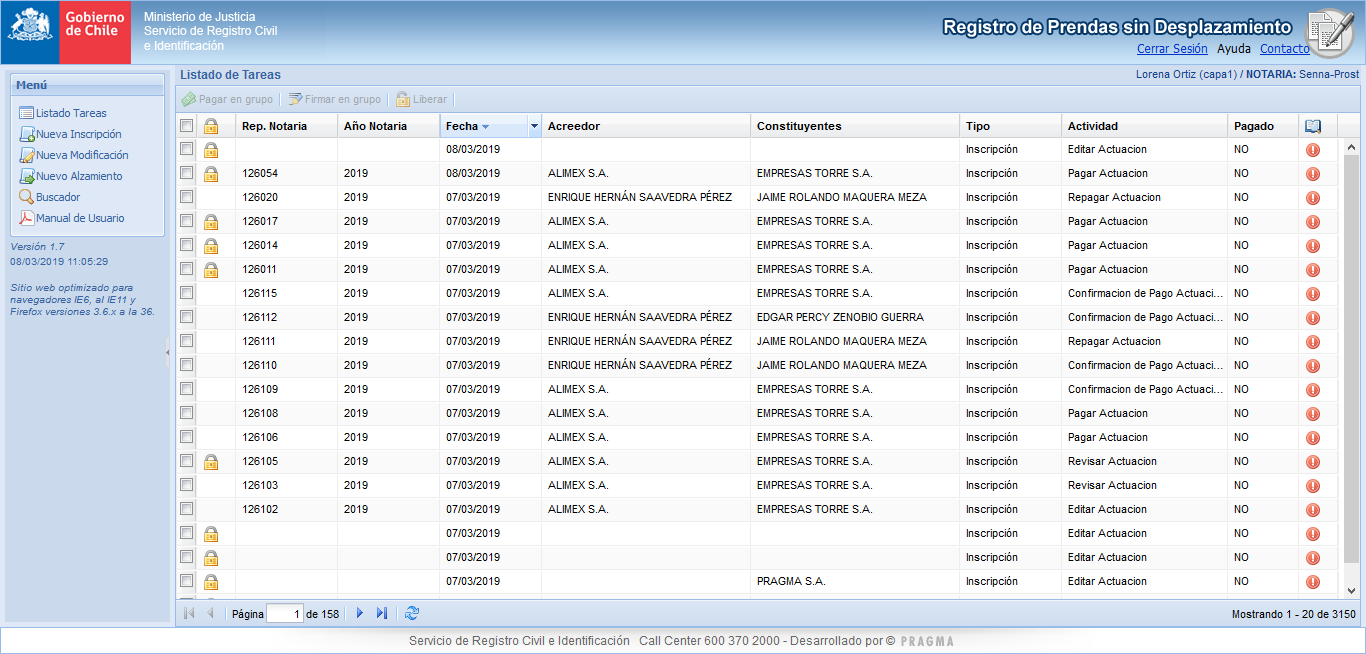 Gobierno
de Chile
Ministerio de Justicia
Servicio de Registro Civil
e Identificación
Registro de Prendas sin Desplazamiento
Cerrar Sesión Ayuda Contacto
Menú
Listado Tareas
Nueva Inscripción
Nueva Modificación
Nuevo Alzamiento
Buscador
Manual de Usuario
Versión 1.7
08/03/2019 11:05:29
Sitio web optimizado para
navegadores IE6, al IE11 y
Firefox versiones 3.6.x a la 36.
Listado de Tareas
Lorena Ortiz (capa1) / NOTARIA: Senna-Prost
Pagar en grupo Firmar en grupo Liberar
Rep. Notaria Año Notaria Fecha Acreedor Constituyentes Tipo Actividad Pagado
08/03/2019 Inscripción Editar Actuacion NO
126054 2019 08/03/2019 ALIMEX S.A. EMPRESAS TORRE S.A. Inscripción Pagar Actuacion NO
126020 2019 07/03/2019 ENRIQUE HERNÁN SAAVEDRA PÉREZ JAIME ROLANDO MAQUERA MEZA Inscripción Repagar Actuacion NO
126017 2019 07/03/2019 ALIMEX S.A. EMPRESAS TORRE S.A. Inscripción Pagar Actuacion NO
126014 2019 07/03/2019 ALIMEX S.A. EMPRESAS TORRE S.A. Inscripción Pagar Actuacion NO
126011 2019 07/03/2019 ALIMEX S.A. EMPRESAS TORRE S.A. Inscripción Pagar Actuacion NO
126115 2019 07/03/2019 ALIMEX S.A. EMPRESAS TORRE S.A. Inscripción Confirmacion de Pago Actuaci... NO
126112 2019 07/03/2019 ENRIQUE HERNÁN SAAVEDRA PÉREZ EDGAR PERCY ZENOBIO GUERRA Inscripción Confirmacion de Pago Actuaci... NO
126111 2019 07/03/2019 ENRIQUE HERNÁN SAAVEDRA PÉREZ JAIME ROLANDO MAQUERA MEZA Inscripción Repagar Actuacion NO
126110 2019 07/03/2019 ENRIQUE HERNÁN SAAVEDRA PÉREZ JAIME ROLANDO MAQUERA MEZA Inscripción Confirmacion de Pago Actuaci... NO
126109 2019 07/03/2019 ALIMEX S.A. EMPRESAS TORRE S.A. Inscripción Confirmacion de Pago Actuaci... NO
126108 2019 07/03/2019 ALIMEX S.A. EMPRESAS TORRE S.A. Inscripción Pagar Actuacion NO
126106 2019 07/03/2019 ALIMEX S.A. EMPRESAS TORRE S.A. Inscripción Pagar Actuacion NO
126105 2019 07/03/2019 ALIMEX S.A. EMPRESAS TORRE S.A. Inscripción Revisar Actuacion NO
126103 2019 07/03/2019 ALIMEX S.A. EMPRESAS TORRE S.A. Inscripción Revisar Actuacion NO
126102 2019 07/03/2019 ALIMEX S.A. EMPRESAS TORRE S.A. Inscripción Editar Actuacion NO
07/03/2019 Inscripción Editar Actuacion NO
07/03/2019 Inscripción Editar Actuacion NO
07/03/2019 PRAGMA S.A. Inscripción Editar Actuacion NO
Página 1 de 158 Mostrando 1 - 20 de 3150
Servicio de Registro Civil e Identificación Call Center 600 370 2000 - Desarrollado por © PRAGMA